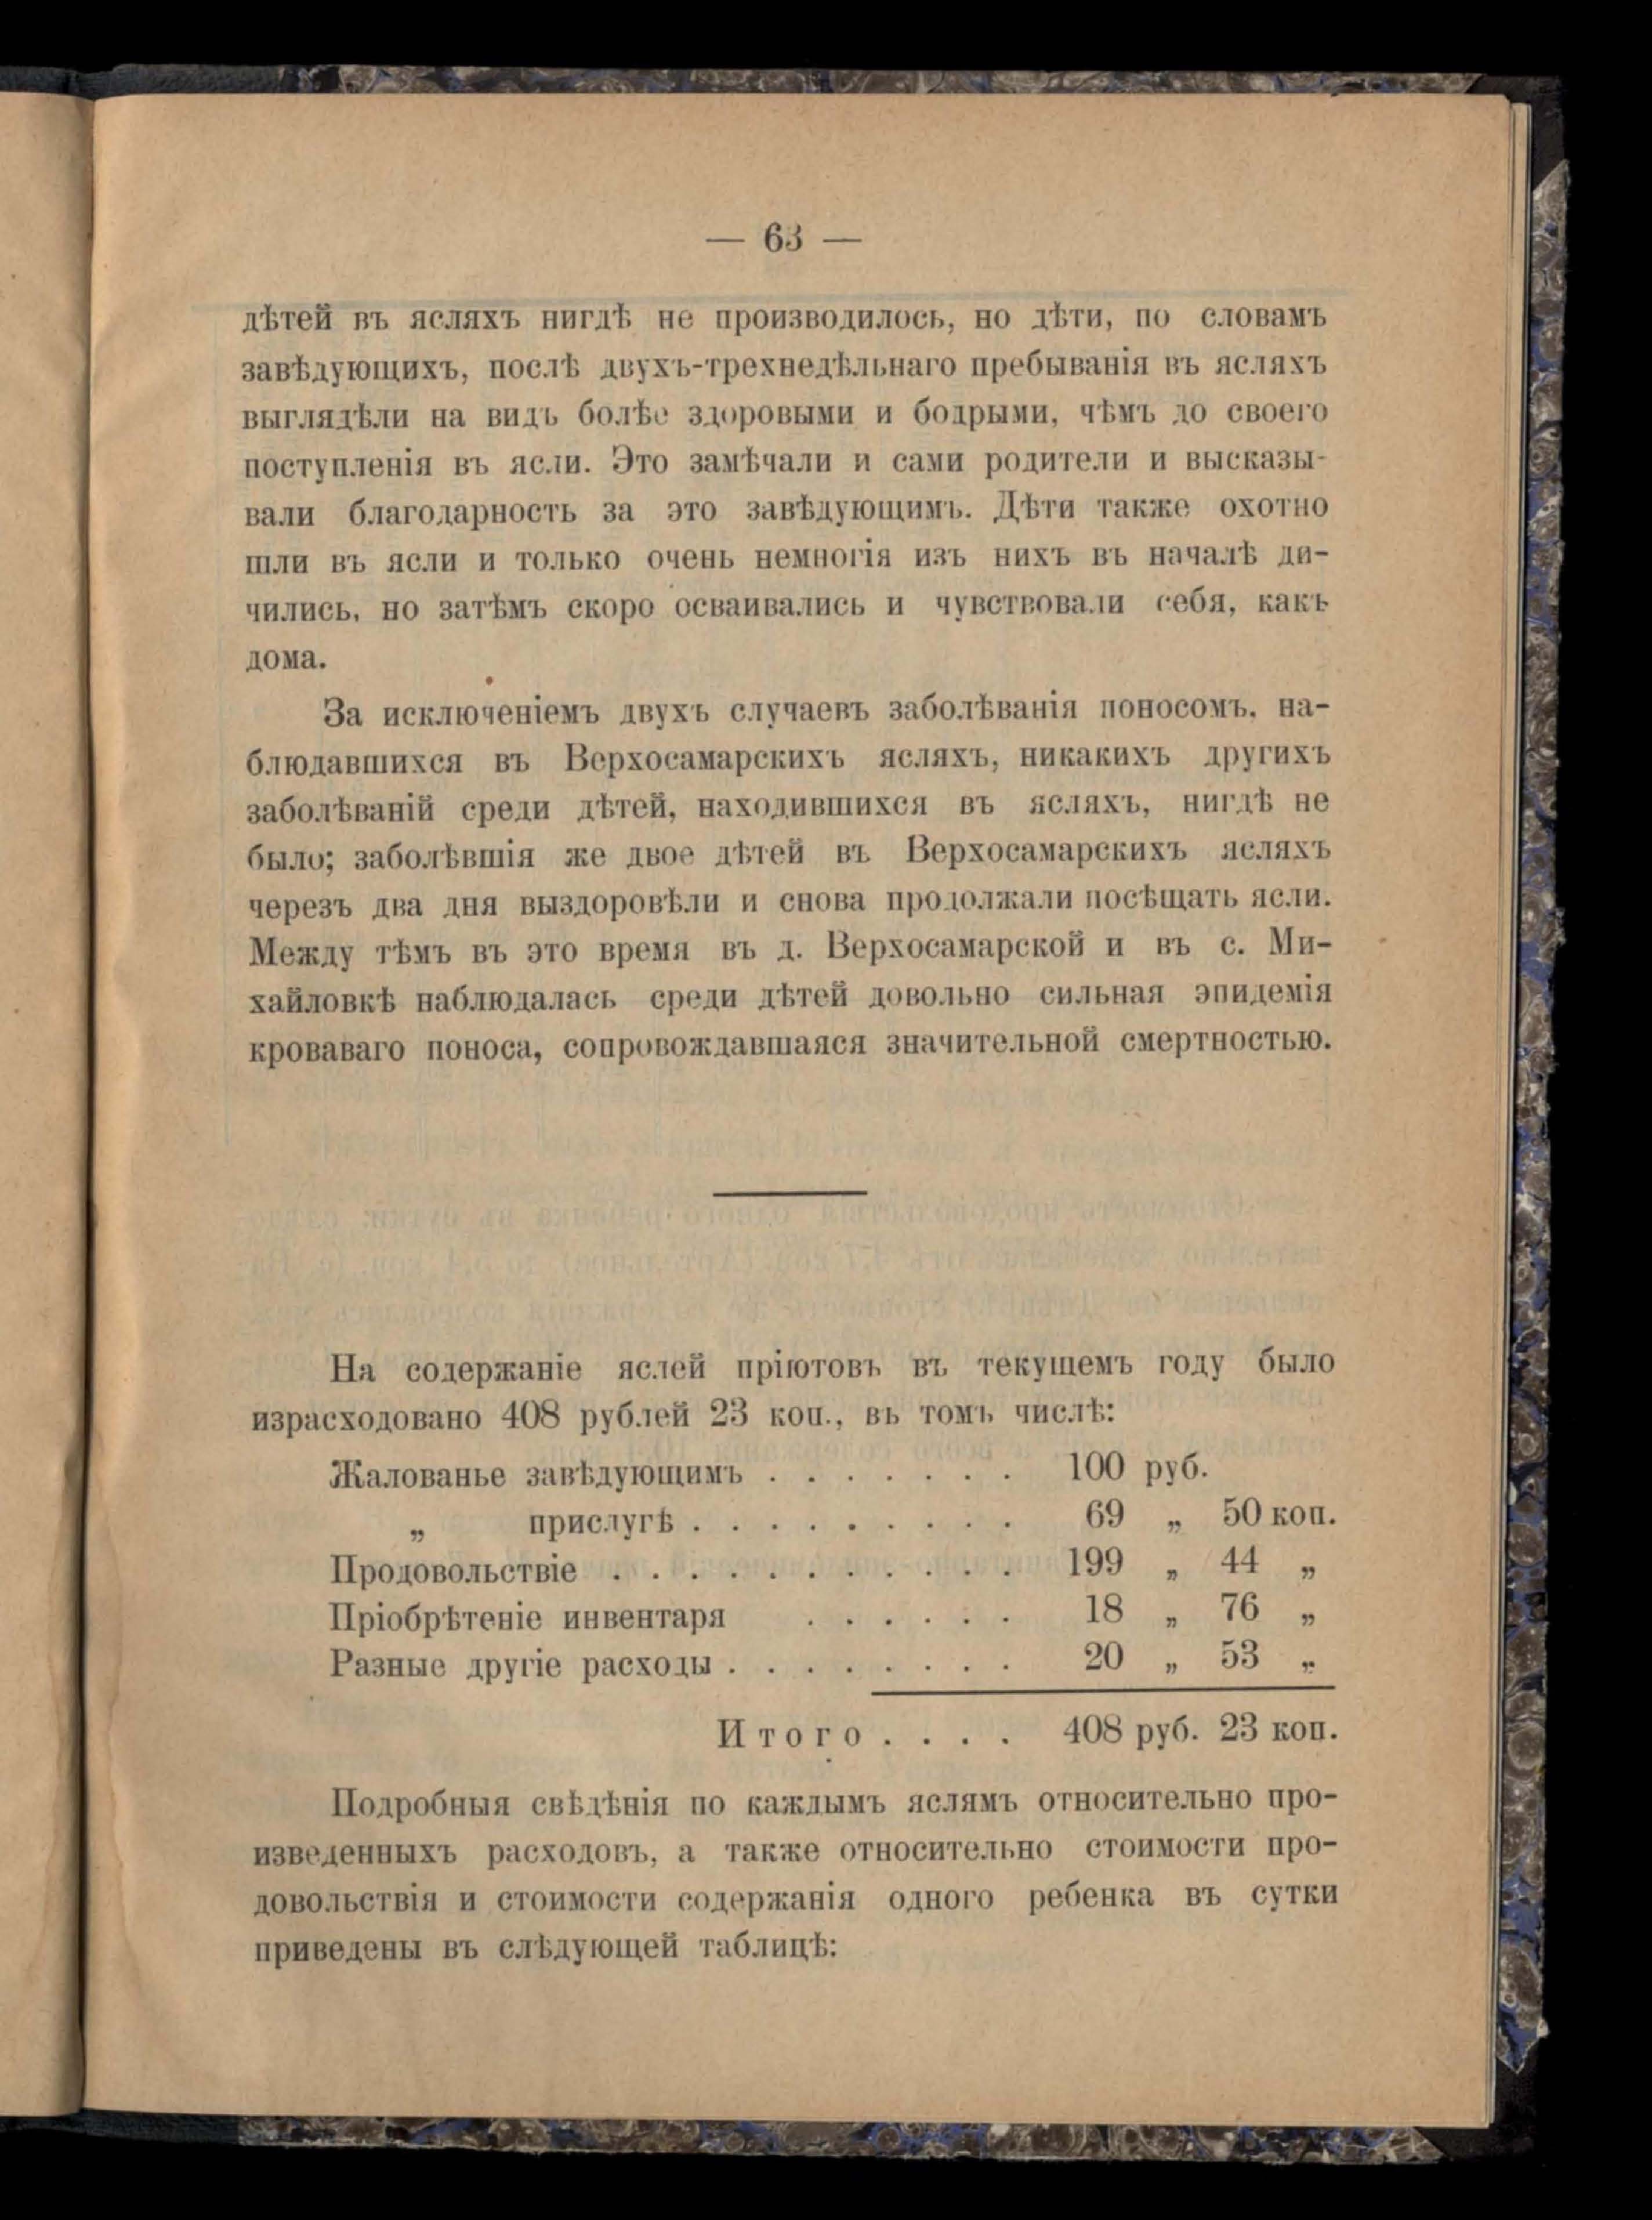 — 63 —
дѣтей въ ясляхъ нигдѣ не производилось, но дѣти, по словамъ
завѣдующихъ, послѣ двухъ-трехнедѣльнаго пребыванія въ ясляхъ
выглядѣли на видъ болѣе здоровыми и бодрыми, чѣмъ до своего
поступленія въ ясли. Это замѣчали и сами родители и высказы-
вали благодарность за это завѣдующимъ. Дѣти также охотно
шли въ ясли и только очень немногія изъ нихъ въ началѣ ди-
чились, но затѣмъ скоро осваивались и чувствовали себя, какъ
дома.
За исключеніемъ двухъ случаевъ заболѣванія поносомъ, на-
блюдавшихся въ Верхосамарскихъ ясляхъ, никакихъ другихъ
заболѣваній среди дѣтей, находившихся въ ясляхъ, нигдѣ не
было; заболѣвшія же двое дѣтей въ Верхосамарскихъ ясляхъ
черезъ два дня выздоровѣли и снова продолжали посѣщать ясли.
Между тѣмъ въ это время въ д. Верхосамарской и въ с. Ми-
хайловкѣ наблюдалась среди дѣтей довольно сильная эпидемія
кроваваго поноса, сопровождавшаяся значительной смертностью.
На содержаніе яслей пріютовъ въ текущемъ году было
израсходовано 408 рублей 23 коп., въ томъ числѣ:
Жалованье завѣдующимъ . . . . . . . 100 руб.
„ прислугѣ . . . . . . . . . 69 „ 50 коп.
Продовольствіе . . . . . . . . . . . 199 „ 44 „
Пріобрѣтеніе инвентаря . . . . . . 18 „ 76 „
Разные другіе расходы . . . . . . . . 20 „ 53 „
Итого . . . . 408 руб. 23 коп.
Подробныя свѣдѣнія по каждымъ яслямъ относительно про-
изведенныхъ расходовъ, а также относительно стоимости про-
довольствія и стоимости содержанія одного ребенка въ сутки
приведены въ слѣдующей таблицѣ: